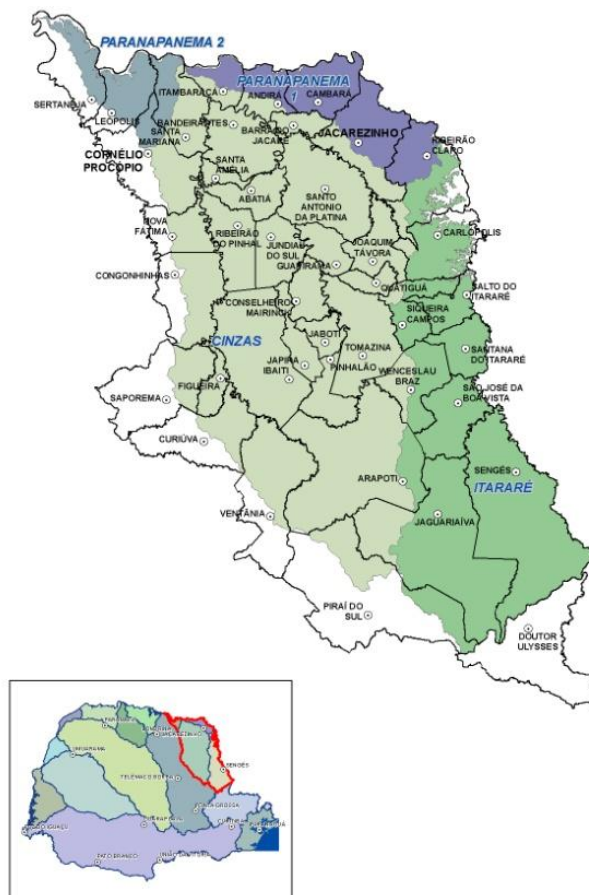 PARANAPANEMA 2
SERTANEJA
LEÓPOLIS
ITAMBARACÁ
PARANAPANEMA
1
ANDIRÁ
CAMBARÁ
BANDEIRANTES
SANTA
MARIANA
BARRA DO
JACARÉ
JACAREZINHO
RIBEIRÃO
CLARO
CORNÉLIO
PROCÓPIO
SANTA
AMÉLIA
ABATIÁ
SANTO
ANTONIO
DA PLATINA
NOVA
FÁTIMA
RIBEIRÃO
DO PINHAL
JUNDIAÍ
DO SUL
GUAPIRAMA
JOAQUIM
TÁVORA
CARLÓPOLIS
CONGONHINHAS
QUATIGUÁ
SALTO DO
ITARARÉ
CONSELHEIRO
MAIRINCK
SIQUEIRA
CAMPOS
CINZAS
JABOTI
TOMAZINA
SANTANA
DO ITARARÉ
JAPIRA
IBAITI
PINHALÃO
WENCESLAU
BRAZ
FIGUEIRA
SÃO JOSÉ DA
BOA VISTA
SAPOREMA
CURIÚVA
SENGÉS
ITARARÉ
ARAPOTI
VENTÂNIA
JAGUARIAÍVA
PIRAÍ DO
SUL
DOUTOR
ULYSSES
SENGÉS
TELÊMACO BORBA
PATO BRANCO